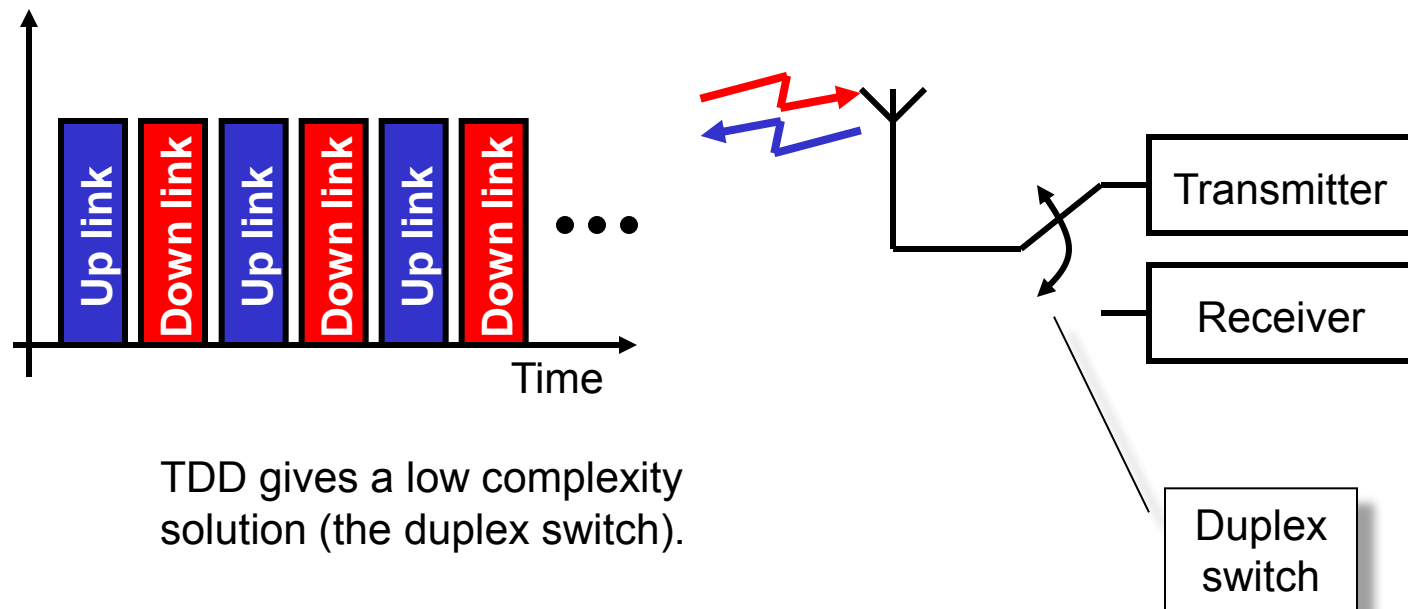 Up link
Down link
Up link
Down link
Up link
Down link
Time
TDD gives a low complexity
solution (the duplex switch).
Transmitter
Receiver
Duplex
switch